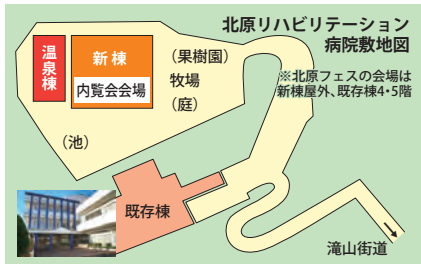 北原リハビリテーション
病院敷地図
※北原フェスの会場は
新棟屋外、既存棟4・5階
温泉棟
新棟
内覧会会場
（果樹園）
牧場
（庭）
（池）
既存棟
滝山街道